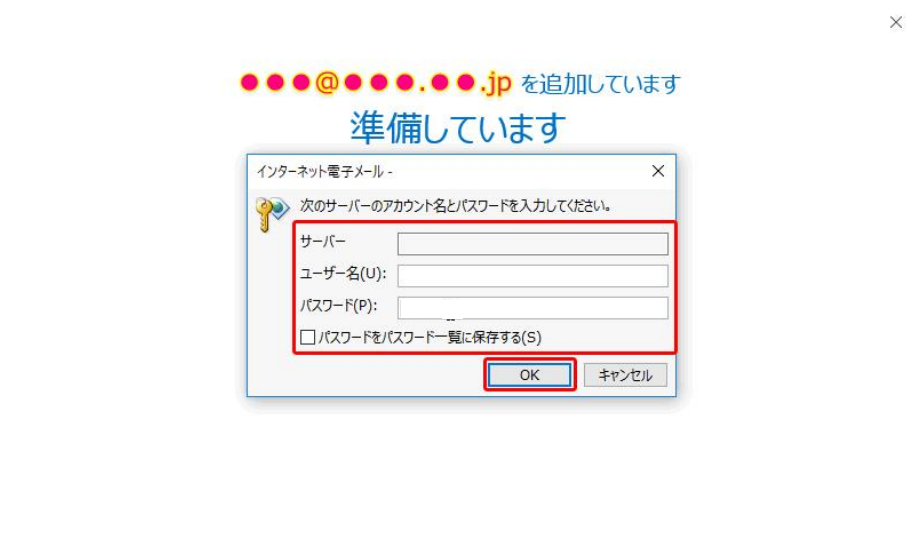 ●●●@●●●.●●.jp を追加しています
準備しています
インターネット電子メール -
次のサーバーのアカウント名とパスワードを入力してください。
サーバー
ユーザー名(U):
パスワード(P):
パスワードをパスワード一覧に保存する(S)
OK キャンセル